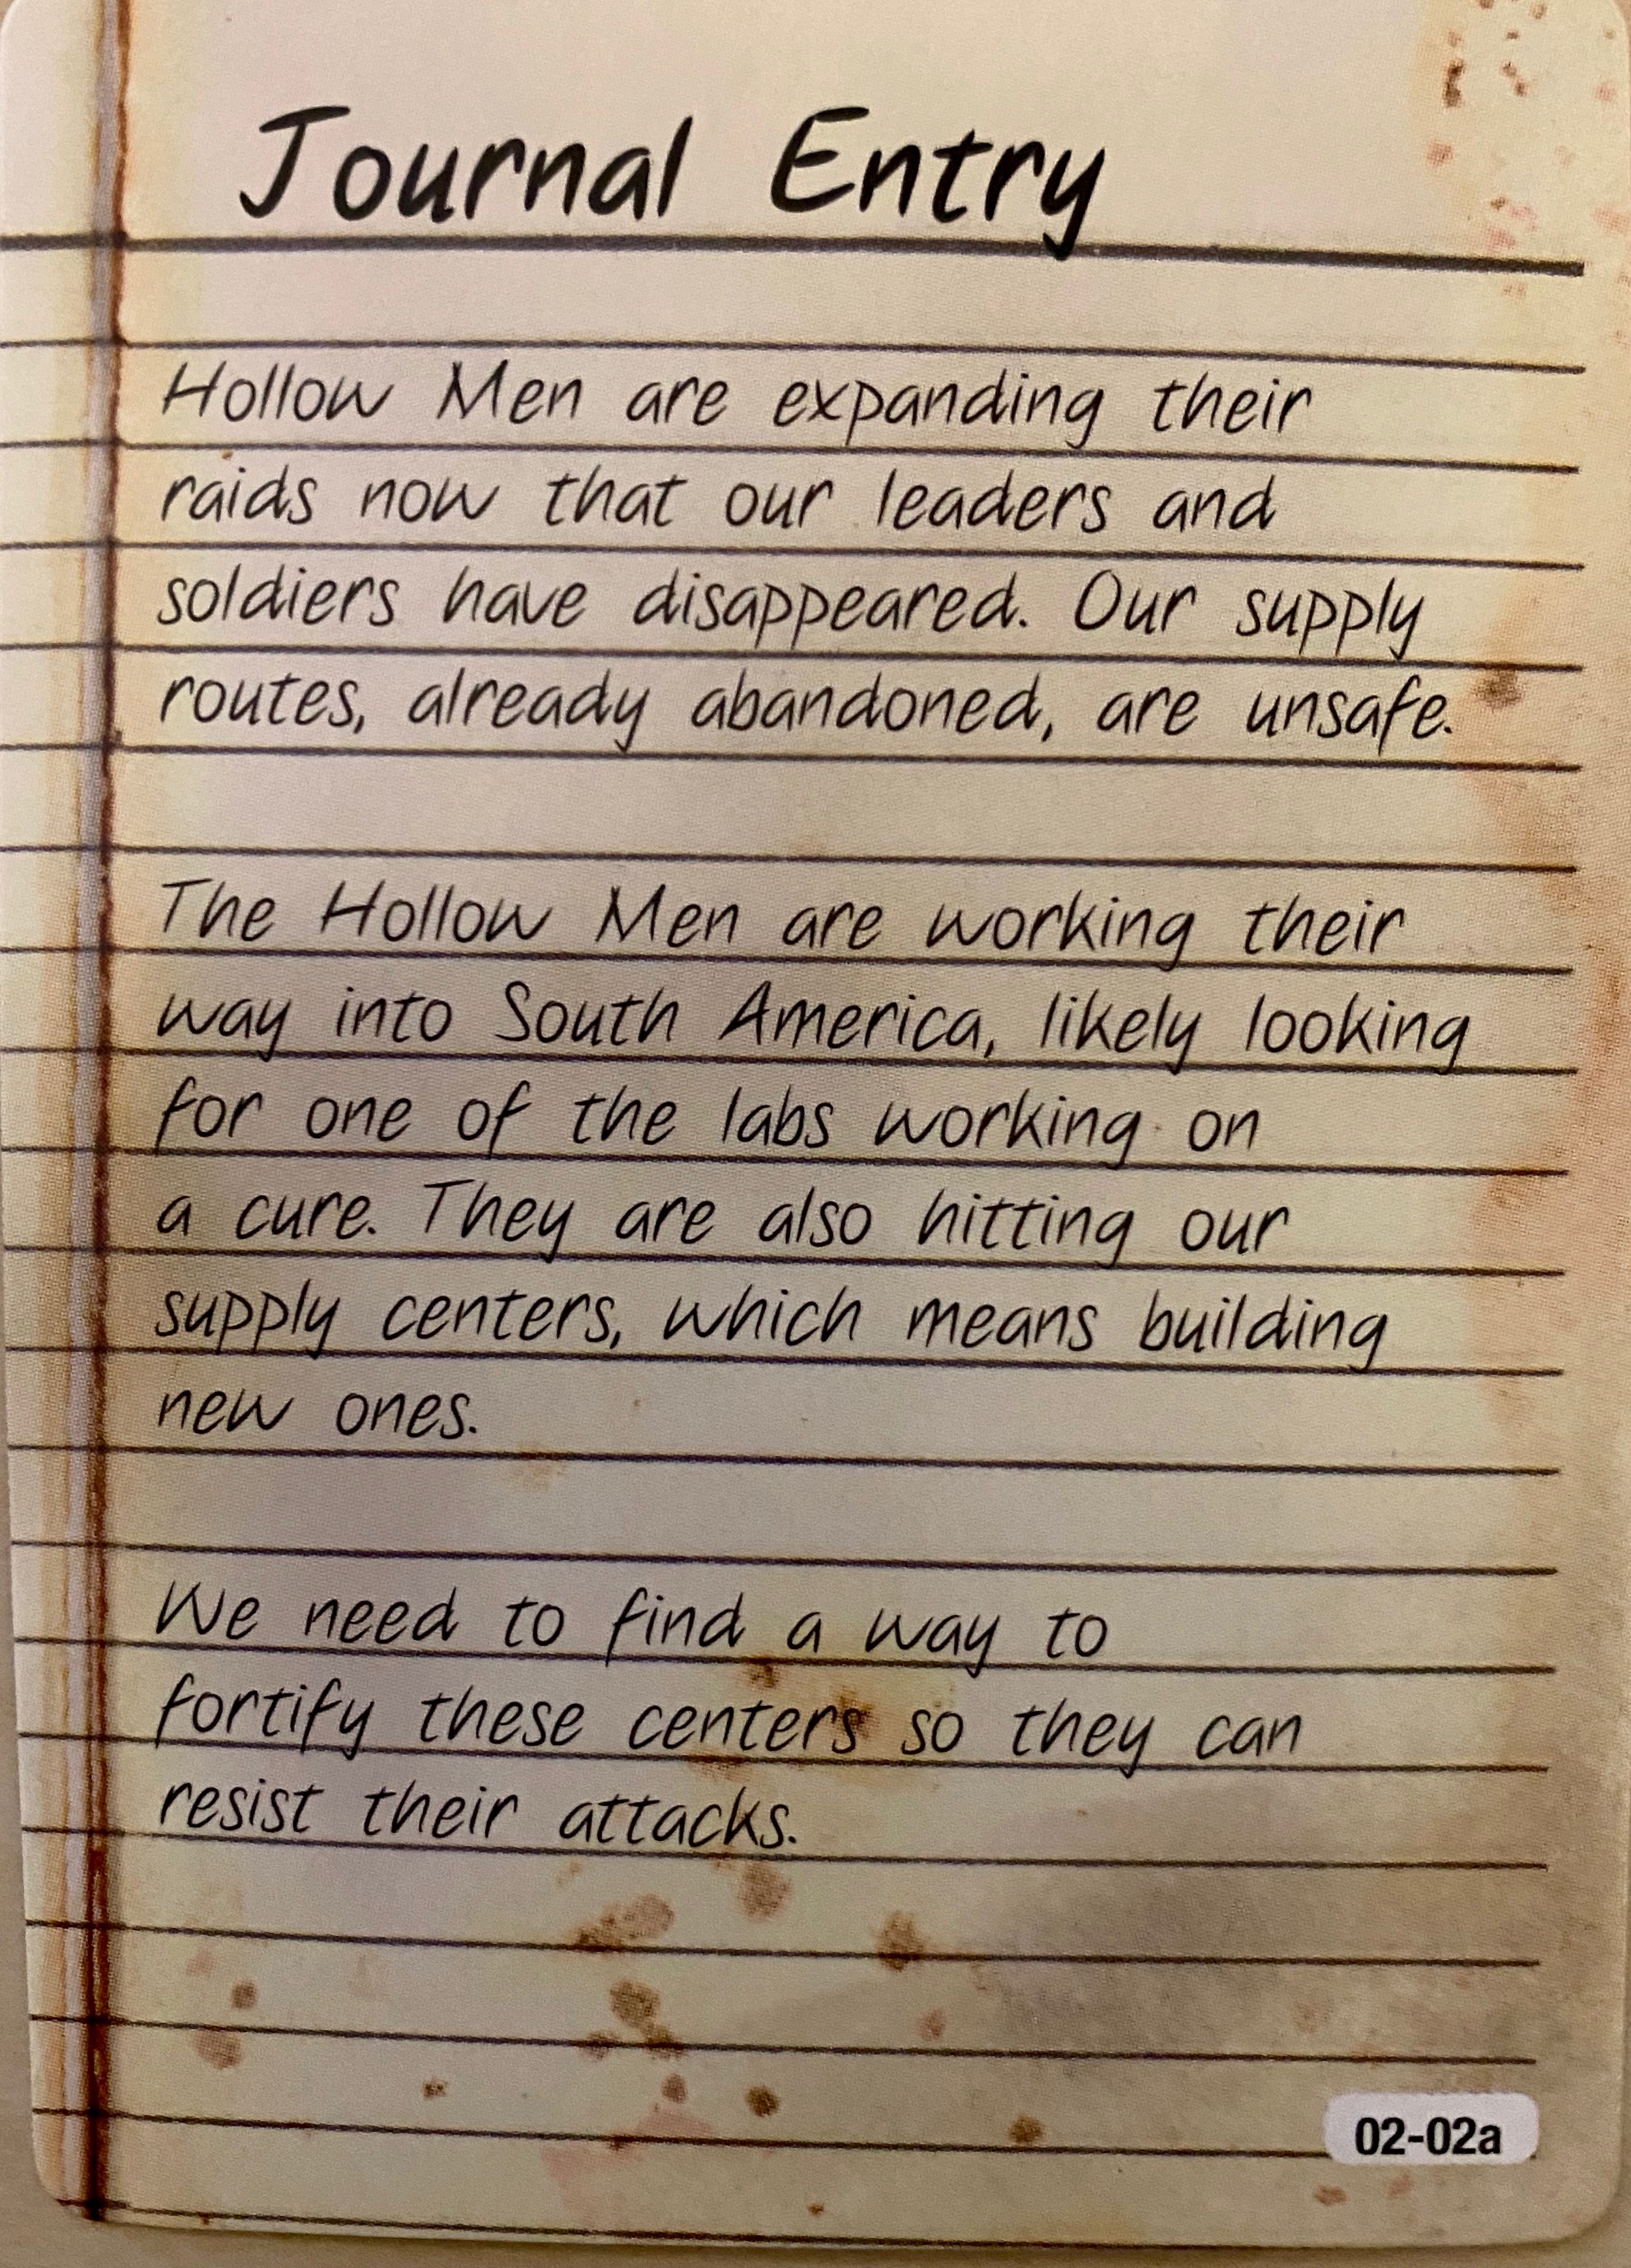 Journal Entry
Hollow Men are expanding their
raids now that our leaders and
soldiers have disappeared. Our supply
routes, already abandoned, are unsafe.
The Hollow Men are working their
way into South America, likely looking
for one of the labs working on
a cure. They are also hitting our
supply centers, which means building
new ones.
We need to find a way to
fortify these centers so they can
resist their attacks.
02-02a